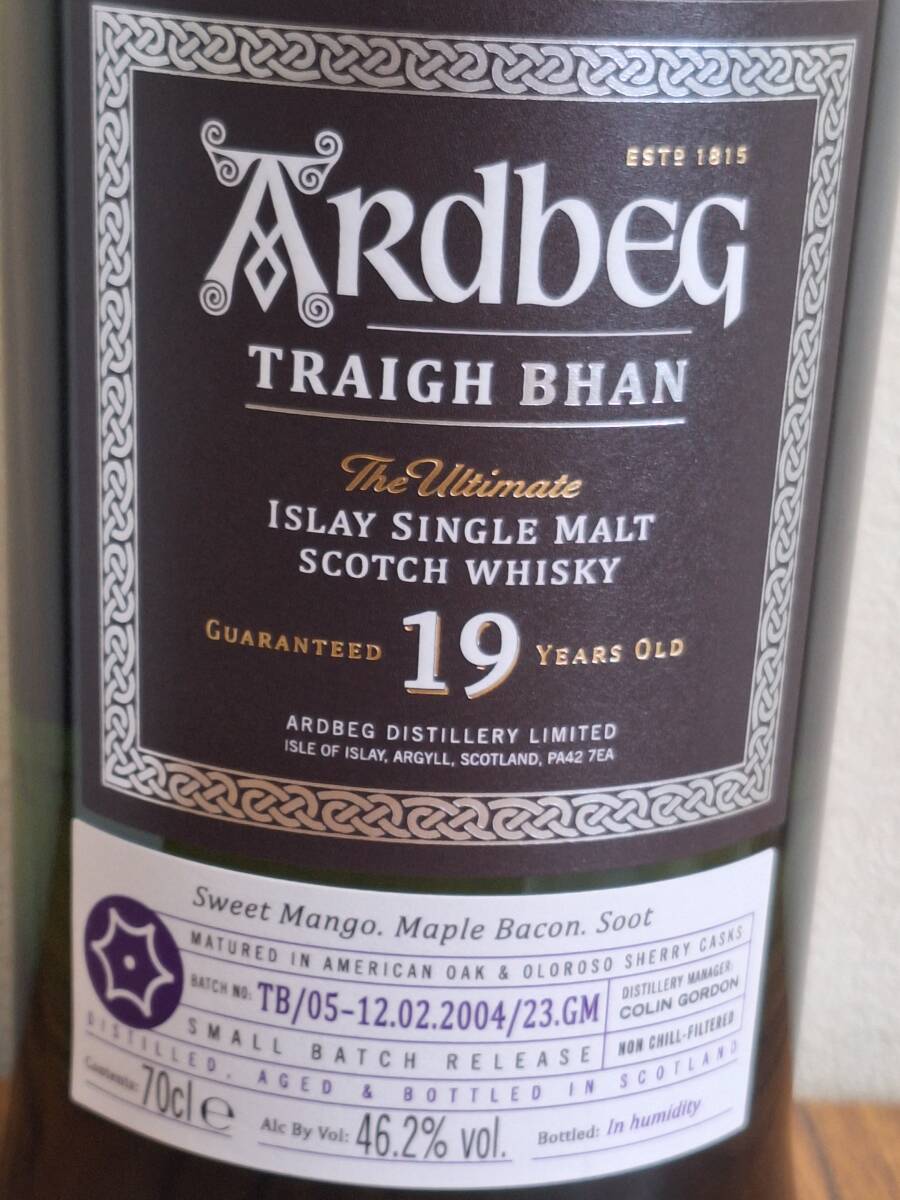 ESTD 1815
ARdbEG
TRAIGH BHAN
The Ultimate
ISLAY SINGLE MALT
SCOTCH WHISKY
GUARANTEED 19 YEARS OLD
ARDBEG DISTILLERY LIMITED
ISLE OF ISLAY, ARGYLL, SCOTLAND, PA42 7EA
Sweet Mango. Maple Bacon. Soot
MATURED IN AMERICAN OAK & OLOROSO SHERRY CASKS
BATCH NO: TB/05-12.02.2004/23.GM
DISTILLERY MANAGER:
COLIN GORDON
SMALL BATCH RELEASE
NON CHILL-FILTERED
DISTILLED, AGED & BOTTLED IN SCOTLAND
Contents: 70cl e
Alc By Vol: 46.2% vol.
Bottled: In humidity